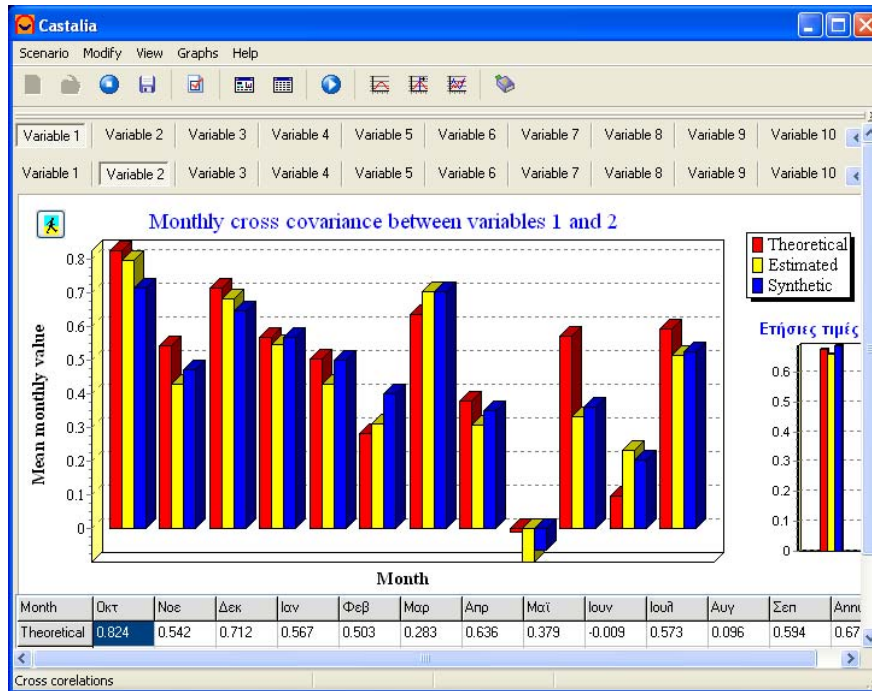 Castalia
Scenario Modify View Graphs Help
Variable 1 Variable 2 Variable 3 Variable 4 Variable 5 Variable 6 Variable 7 Variable 8 Variable 9 Variable 10
Variable 1 Variable 2 Variable 3 Variable 4 Variable 5 Variable 6 Variable 7 Variable 8 Variable 9 Variable 10
Monthly cross covariance between variables 1 and 2
Theoretical
Estimated
Synthetic
Mean monthly value
0.8
0.7
0.6
0.5
0.4
0.3
0.2
0.1
0
Month
Ετήσιες τιμές
0.6
0.5
0.4
0.3
0.2
0.1
0
Month Οκτ Νοε Δεκ Ιαν Φεβ Μαρ Απρ Μαϊ Ιουν Ιουλ Αυγ Σεπ Annu
Theoretical 0.824 0.542 0.712 0.567 0.503 0.283 0.636 0.379 -0.009 0.573 0.096 0.594 0.67
Cross corelations